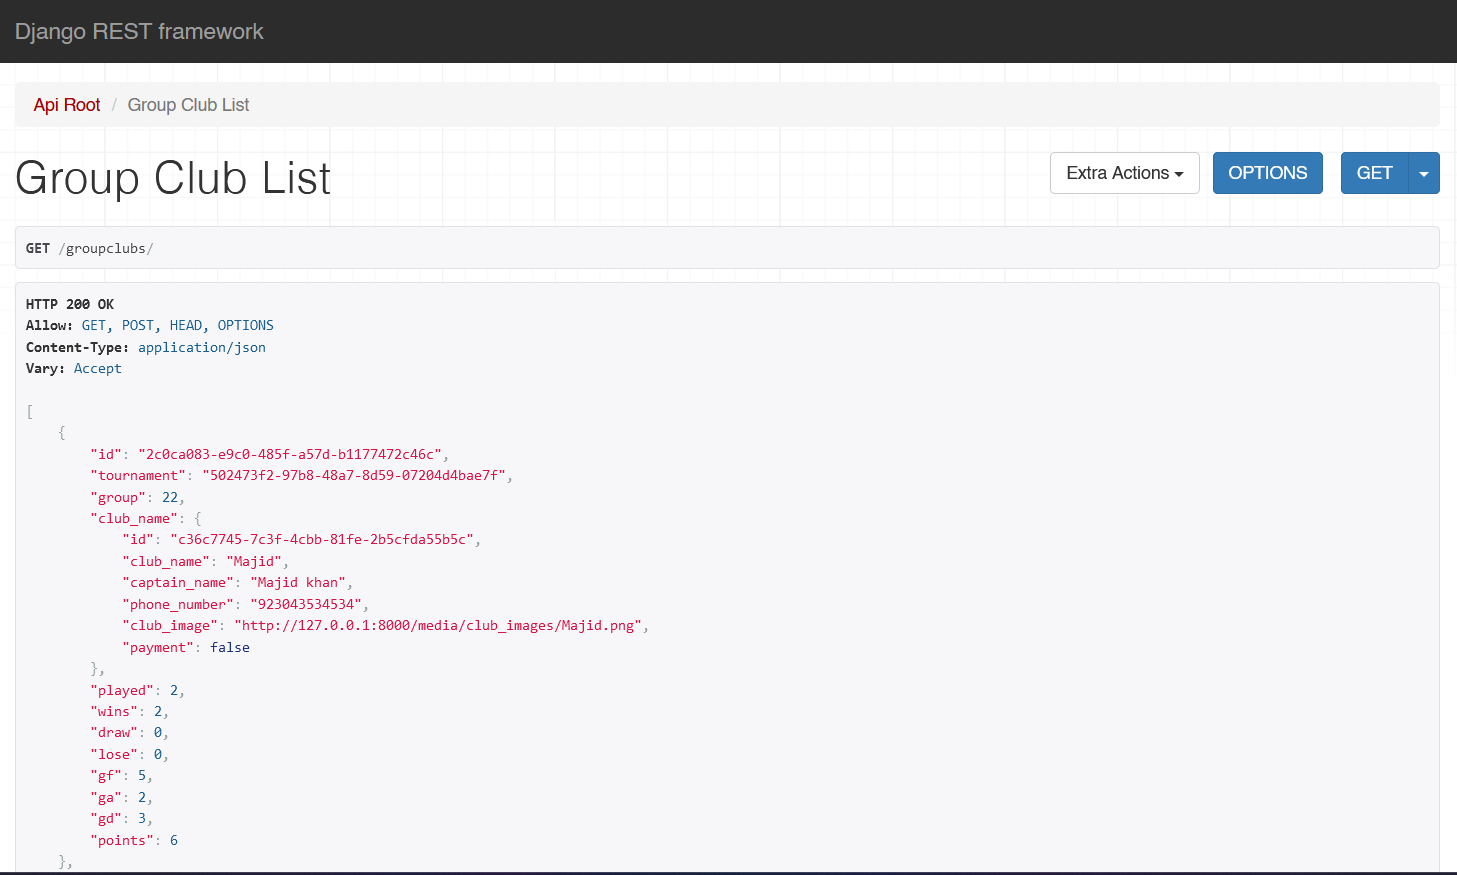 Django REST framework
Api Root / Group Club List
Group Club List
Extra Actions
OPTIONS
GET
GET /groupclubs/
HTTP 200 OK
Allow: GET, POST, HEAD, OPTIONS
Content-Type: application/json
Vary: Accept
[
    {
        "id": "2c0ca083-e9c0-485f-a57d-b1177472c46c",
        "tournament": "502473f2-97b8-48a7-8d59-07204d4bae7f",
        "group": 22,
        "club_name": {
            "id": "c36c7745-7c3f-4cbb-81fe-2b5cfda55b5c",
            "club_name": "Majid",
            "captain_name": "Majid khan",
            "phone_number": "923043534534",
            "club_image": "http://127.0.0.1:8000/media/club_images/Majid.png",
            "payment": false
        },
        "played": 2,
        "wins": 2,
        "draw": 0,
        "lose": 0,
        "gf": 5,
        "ga": 2,
        "gd": 3,
        "points": 6
    },